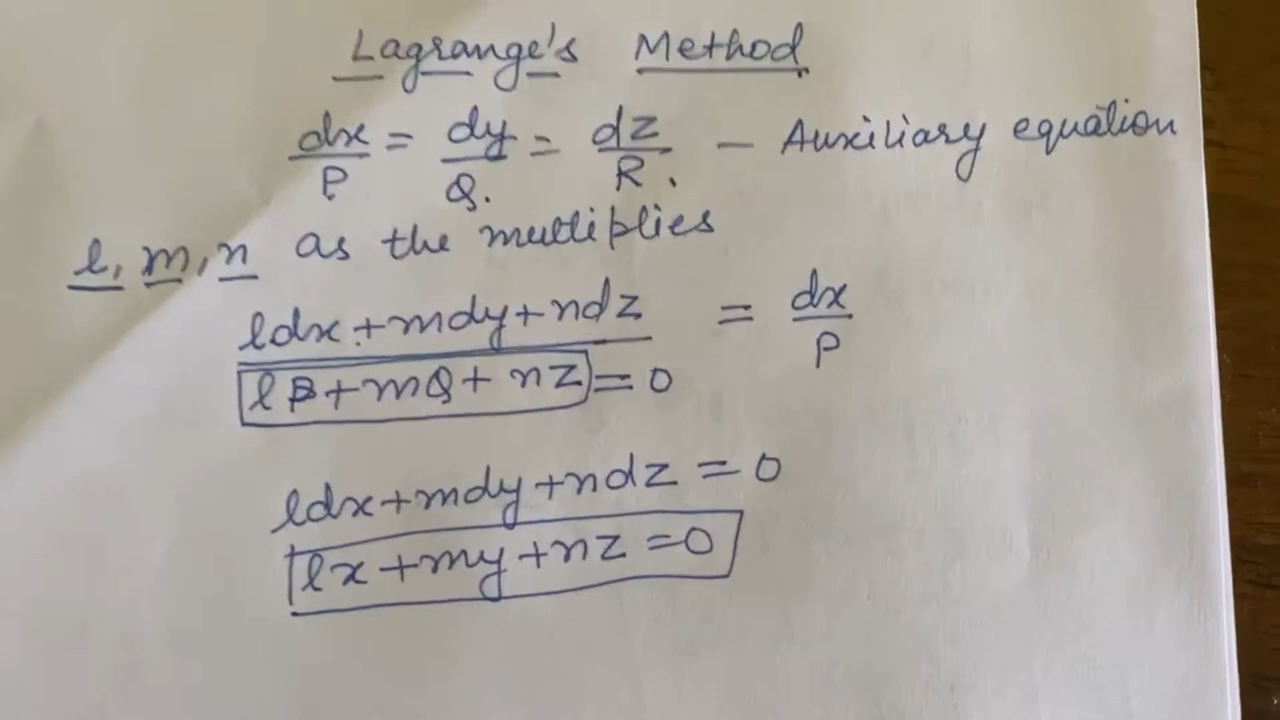 Lagrange's Method
dx/P = dy/Q. = dz/R. — Auxiliary equation
l, m, n as the multiplies
ldx+mdy+ndz / lP+mQ+nZ = 0 = dx/P
ldx+mdy+ndz = 0
lx+my+nz = 0